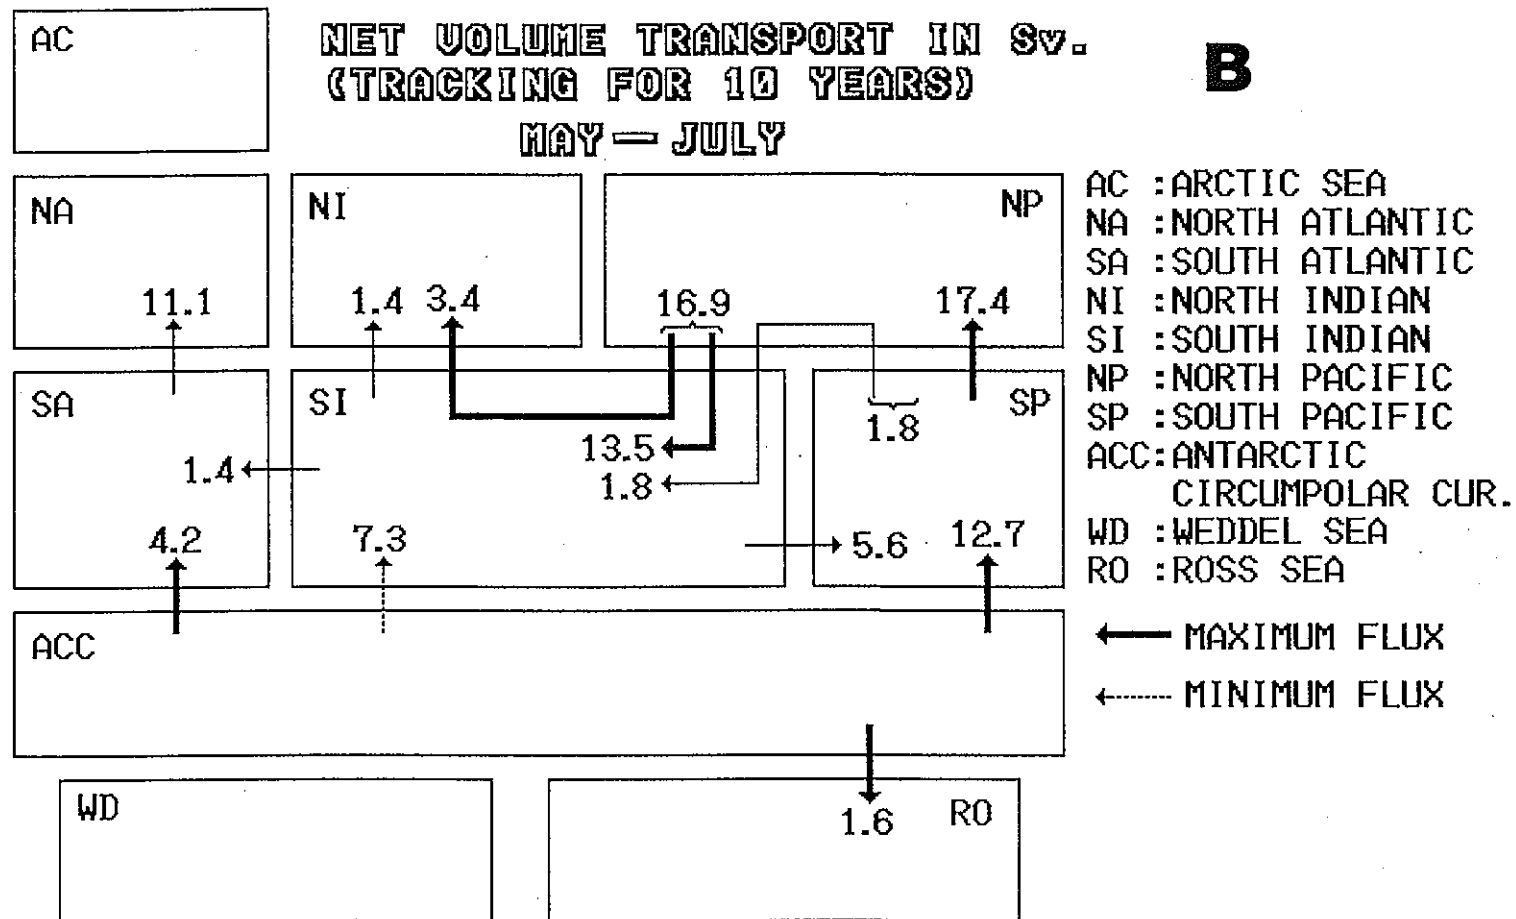 AC
NET VOLUME TRANSPORT IN Sv.
(TRACKING FOR 10 YEARS)
MAY — JULY
B
NA
NI
NP
11.1
1.4
3.4
16.9
17.4
SA
SI
SP
1.8
13.5
1.4
1.8
4.2
7.3
5.6
12.7
ACC
WD
1.6
RO
AC :ARCTIC SEA
NA :NORTH ATLANTIC
SA :SOUTH ATLANTIC
NI :NORTH INDIAN
SI :SOUTH INDIAN
NP :NORTH PACIFIC
SP :SOUTH PACIFIC
ACC:ANTARCTIC
CIRCUMPOLAR CUR.
WD :WEDDEL SEA
RO :ROSS SEA
MAXIMUM FLUX
MINIMUM FLUX